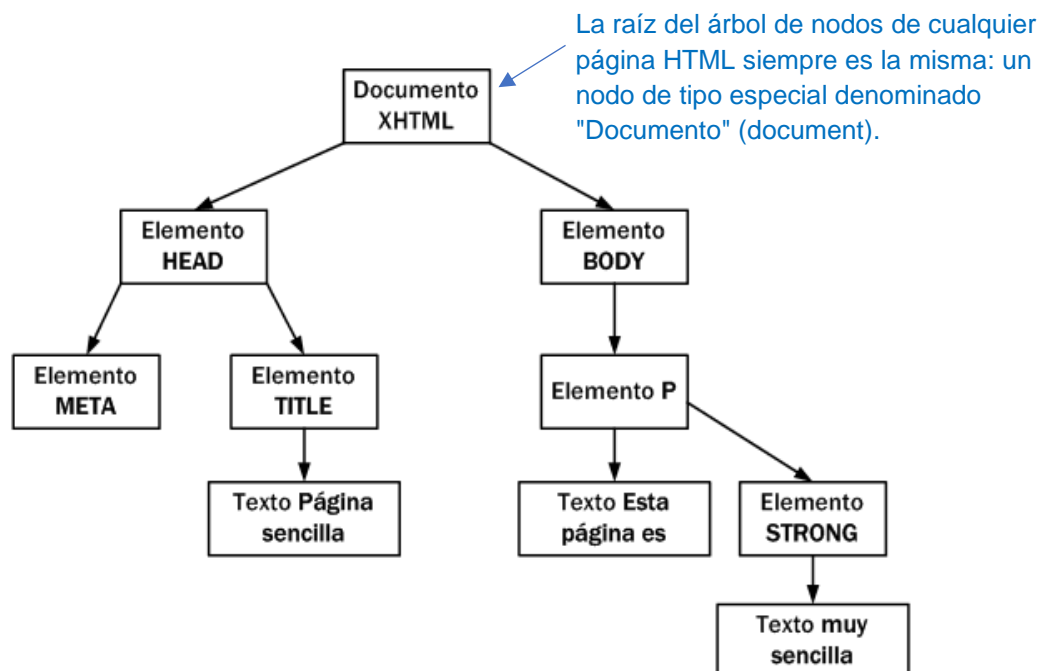 La raíz del árbol de nodos de cualquier
página HTML siempre es la misma: un
nodo de tipo especial denominado
"Documento" (document).
Documento
XHTML
Elemento
HEAD
Elemento
BODY
Elemento
META
Elemento
TITLE
Elemento P
Texto Página
sencilla
Texto Esta
página es
Elemento
STRONG
Texto muy
sencilla